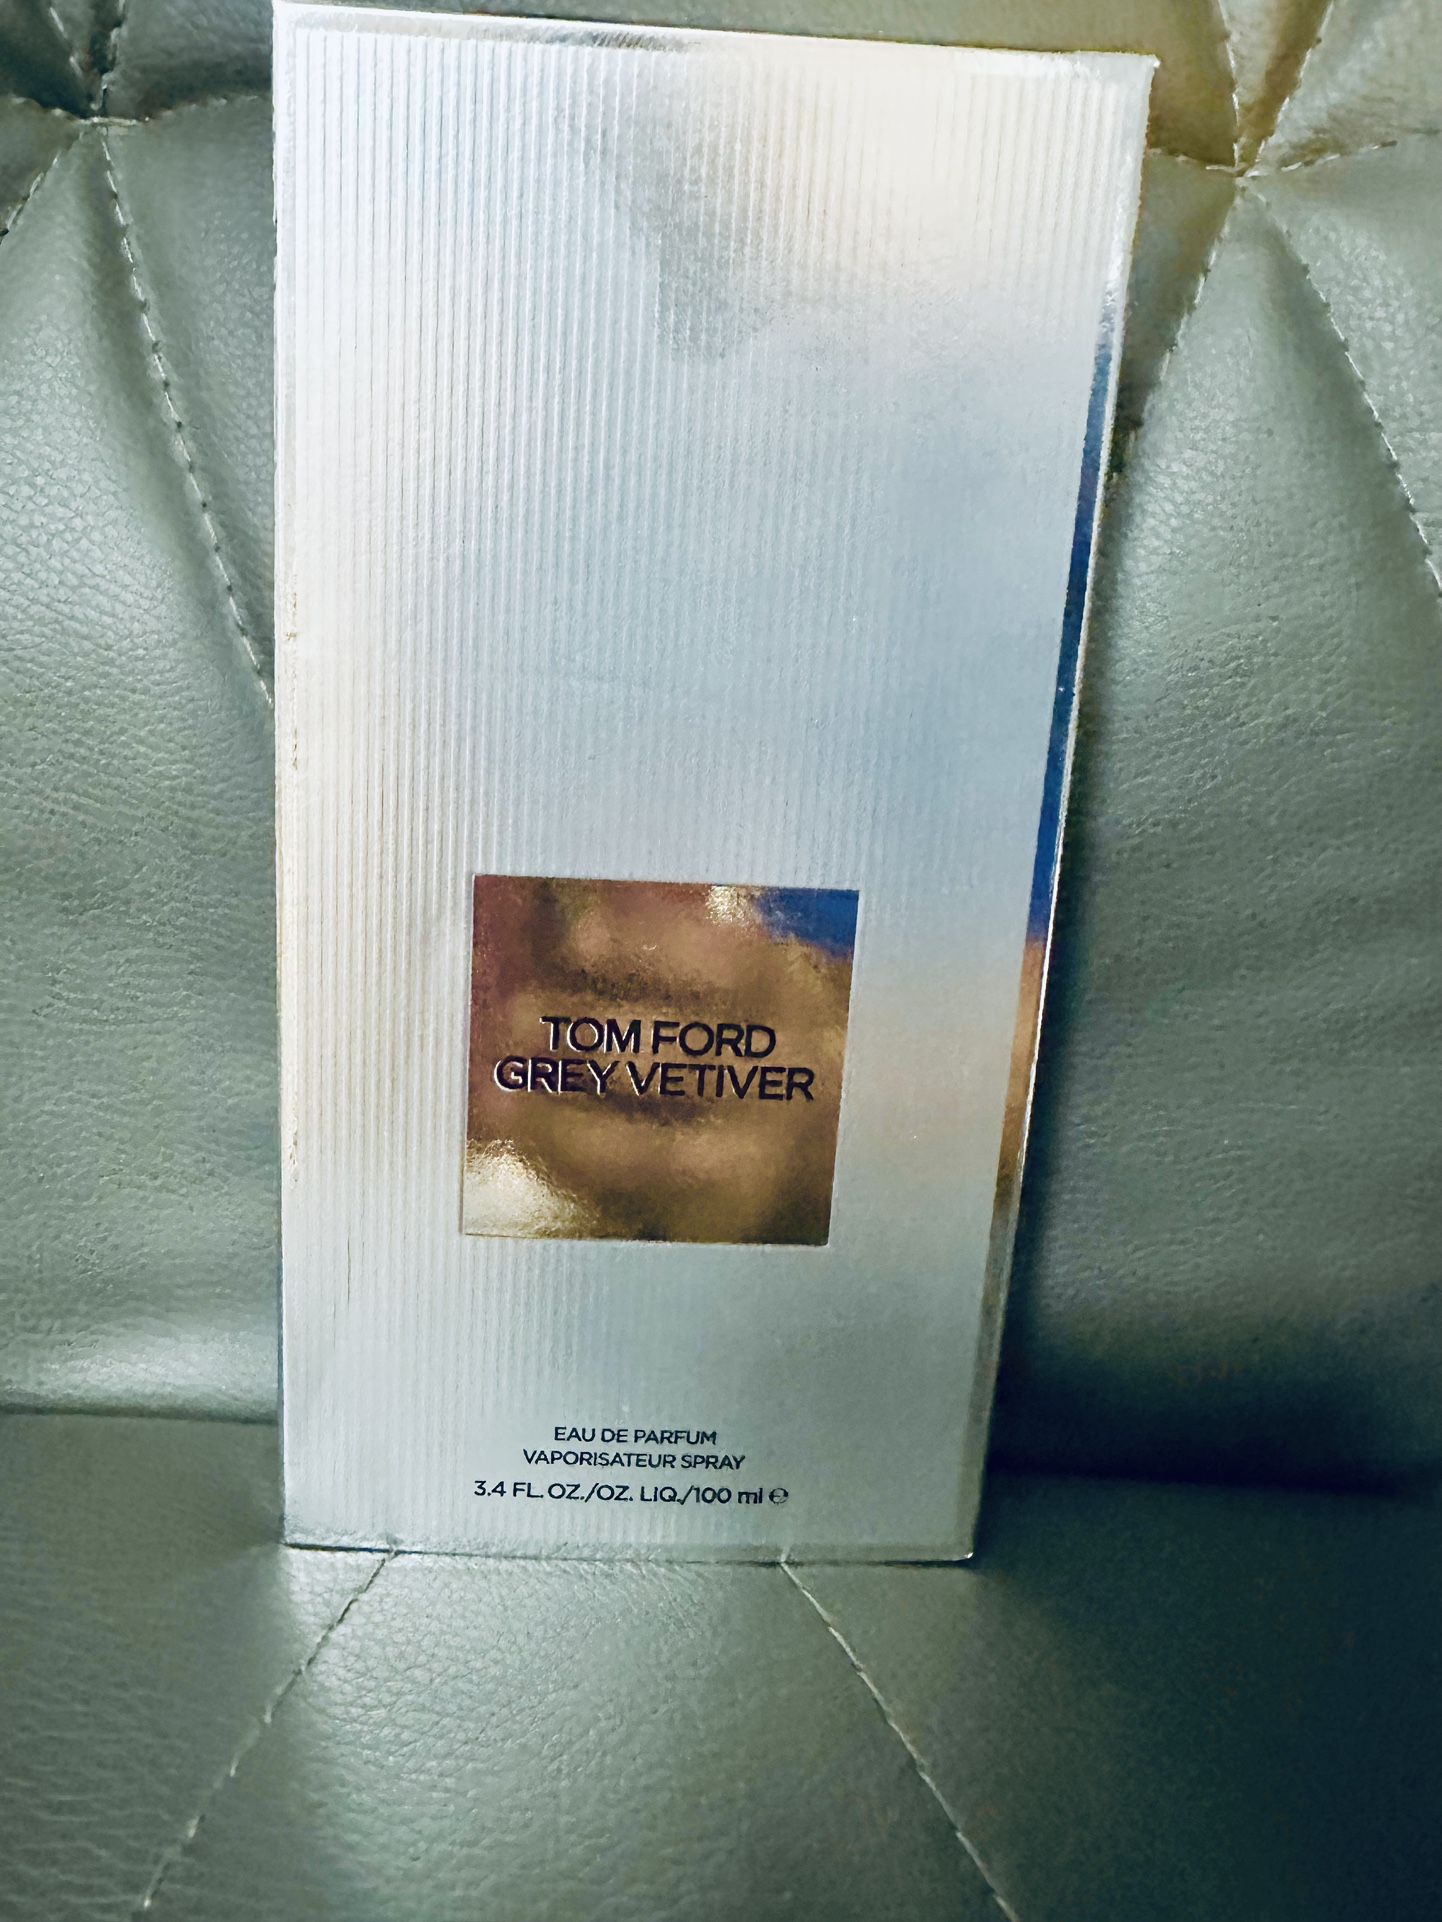 TOM FORD
GREY VETIVER
EAU DE PARFUM
VAPORISATEUR SPRAY
3.4 FL. OZ./OZ. LIQ./100 ml ℮